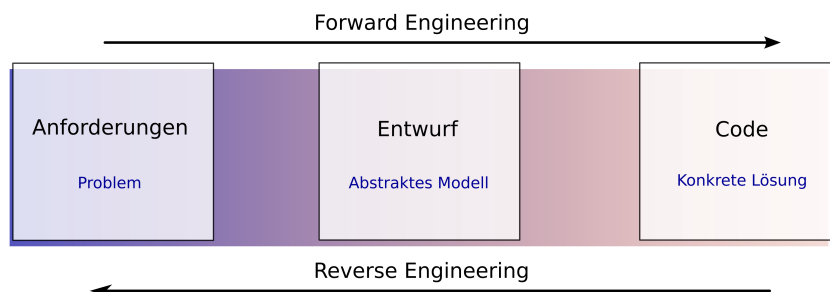 Forward Engineering
Anforderungen
Problem
Entwurf
Abstraktes Modell
Code
Konkrete Lösung
Reverse Engineering